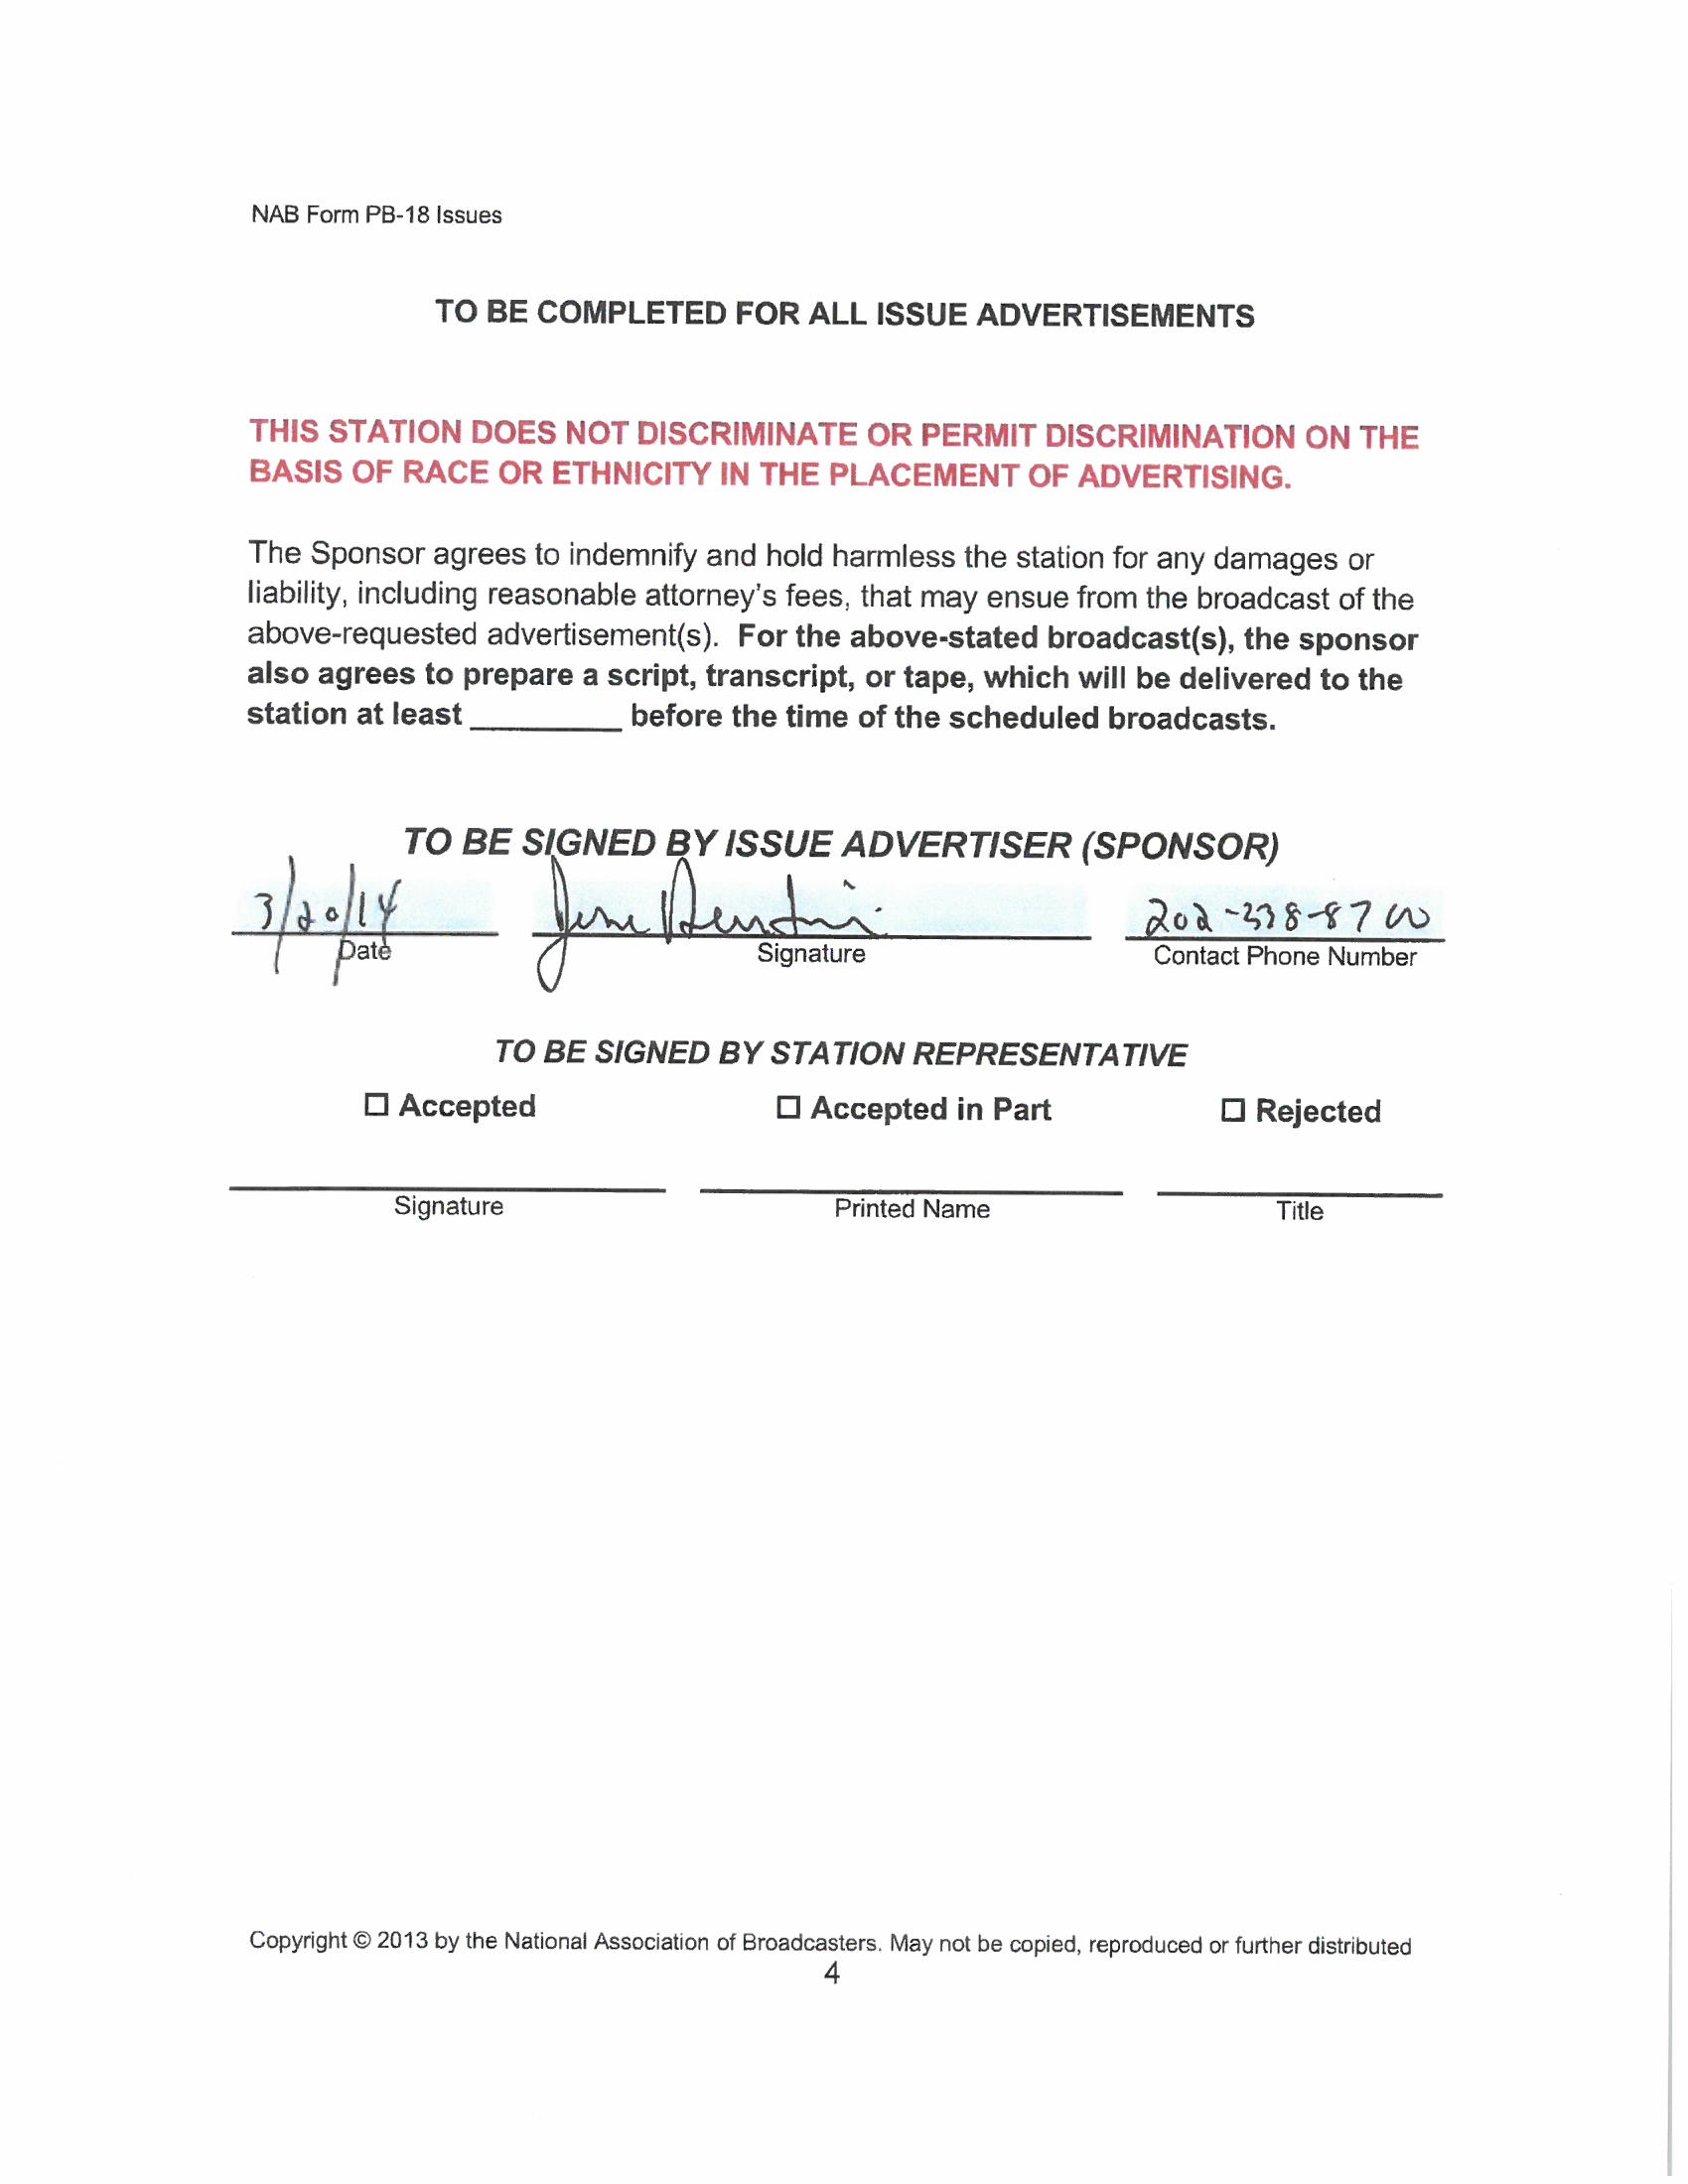 NAB Form PB-18 Issues
TO BE COMPLETED FOR ALL ISSUE ADVERTISEMENTS
THIS STATION DOES NOT DISCRIMINATE OR PERMIT DISCRIMINATION ON THE
BASIS OF RACE OR ETHNICITY IN THE PLACEMENT OF ADVERTISING.
The Sponsor agrees to indemnify and hold harmless the station for any damages or
liability, including reasonable attorney's fees, that may ensue from the broadcast of the
above-requested advertisement(s). For the above-stated broadcast(s), the sponsor
also agrees to prepare a script, transcript, or tape, which will be delivered to the
station at least _________ before the time of the scheduled broadcasts.
TO BE SIGNED BY ISSUE ADVERTISER (SPONSOR)
3/20/14 202-338-8700
Date Signature Contact Phone Number
TO BE SIGNED BY STATION REPRESENTATIVE
☐ Accepted ☐ Accepted in Part ☐ Rejected
Signature Printed Name Title
Copyright © 2013 by the National Association of Broadcasters. May not be copied, reproduced or further distributed
4